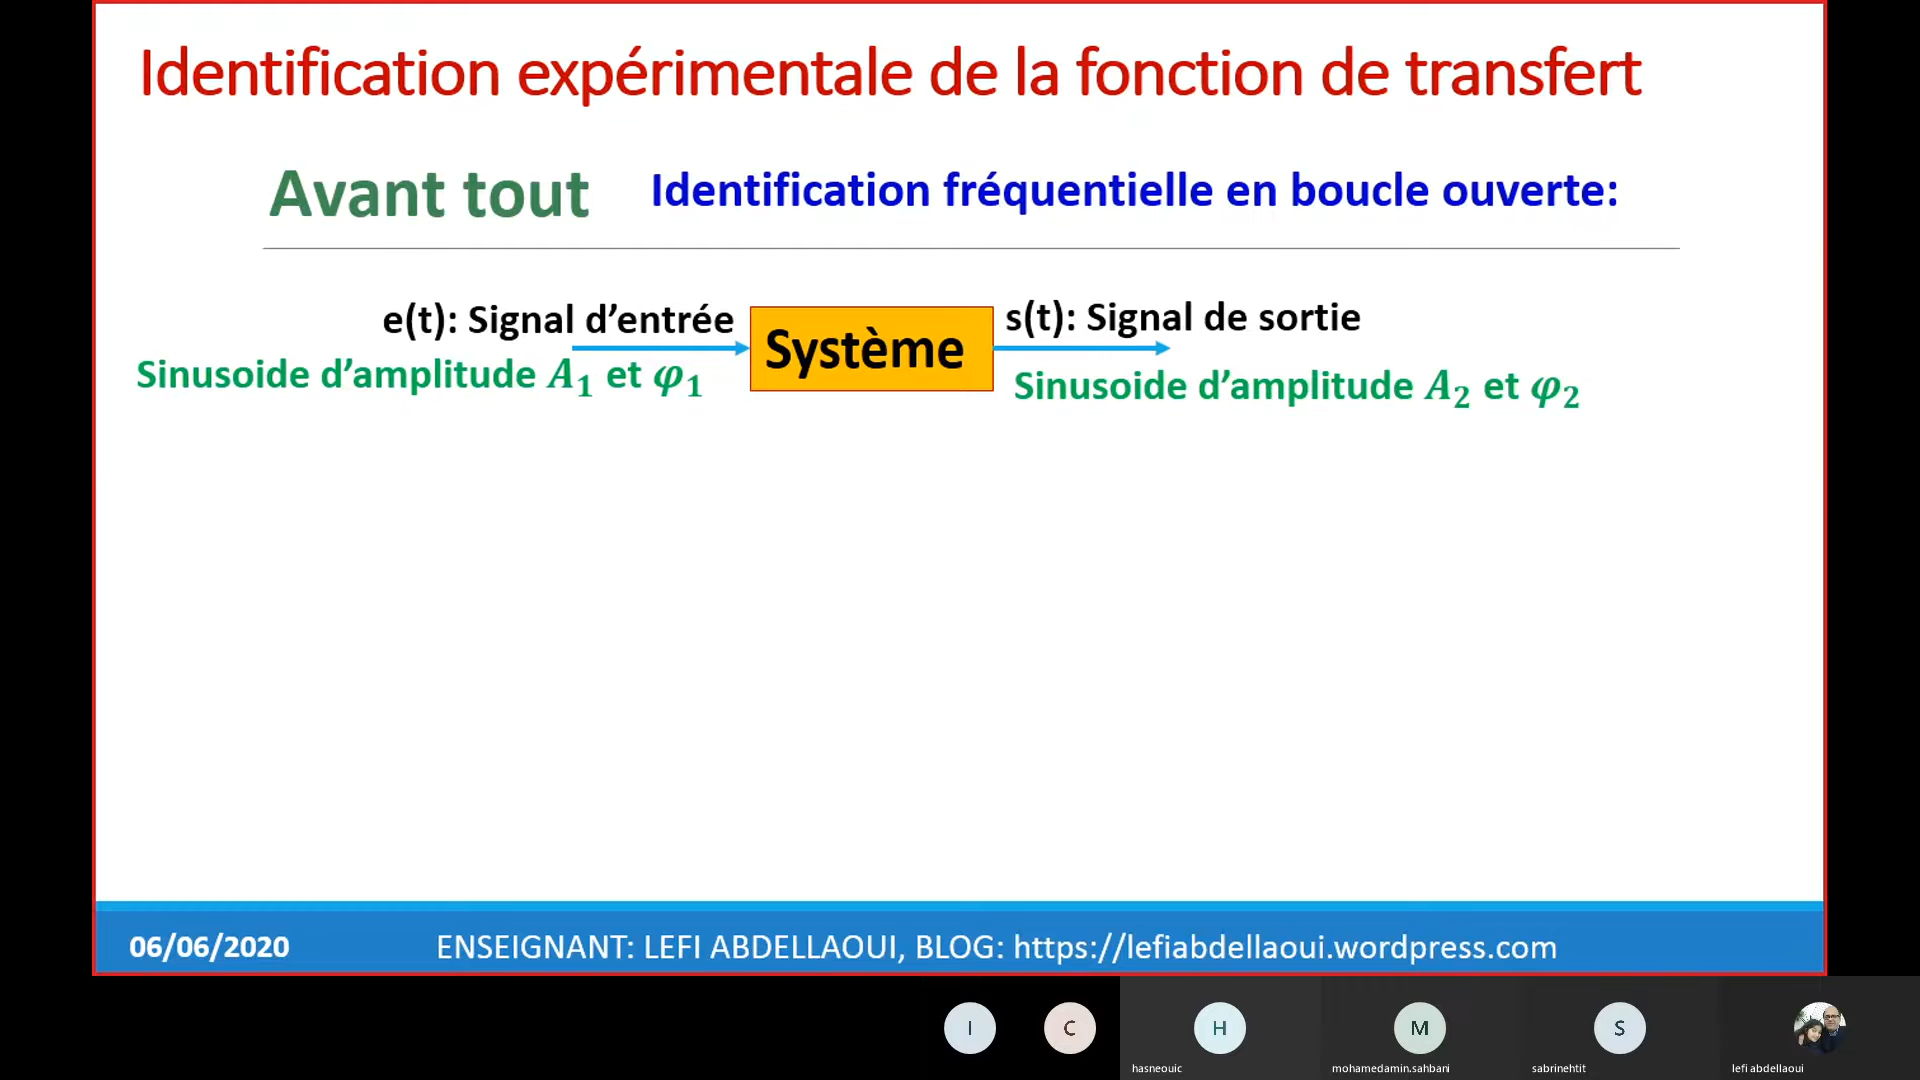 Identification expérimentale de la fonction de transfert
Avant tout Identification fréquentielle en boucle ouverte:
e(t): Signal d’entrée
Système
s(t): Signal de sortie
Sinusoide d’amplitude A₁ et φ₁
Sinusoide d’amplitude A₂ et φ₂
06/06/2020 ENSEIGNANT: LEFI ABDELLAOUI, BLOG: https://lefiabdellaoui.wordpress.com
I C H M S
hasneouic mohamedamin.sahbani sabrinehtit lefi abdellaoui